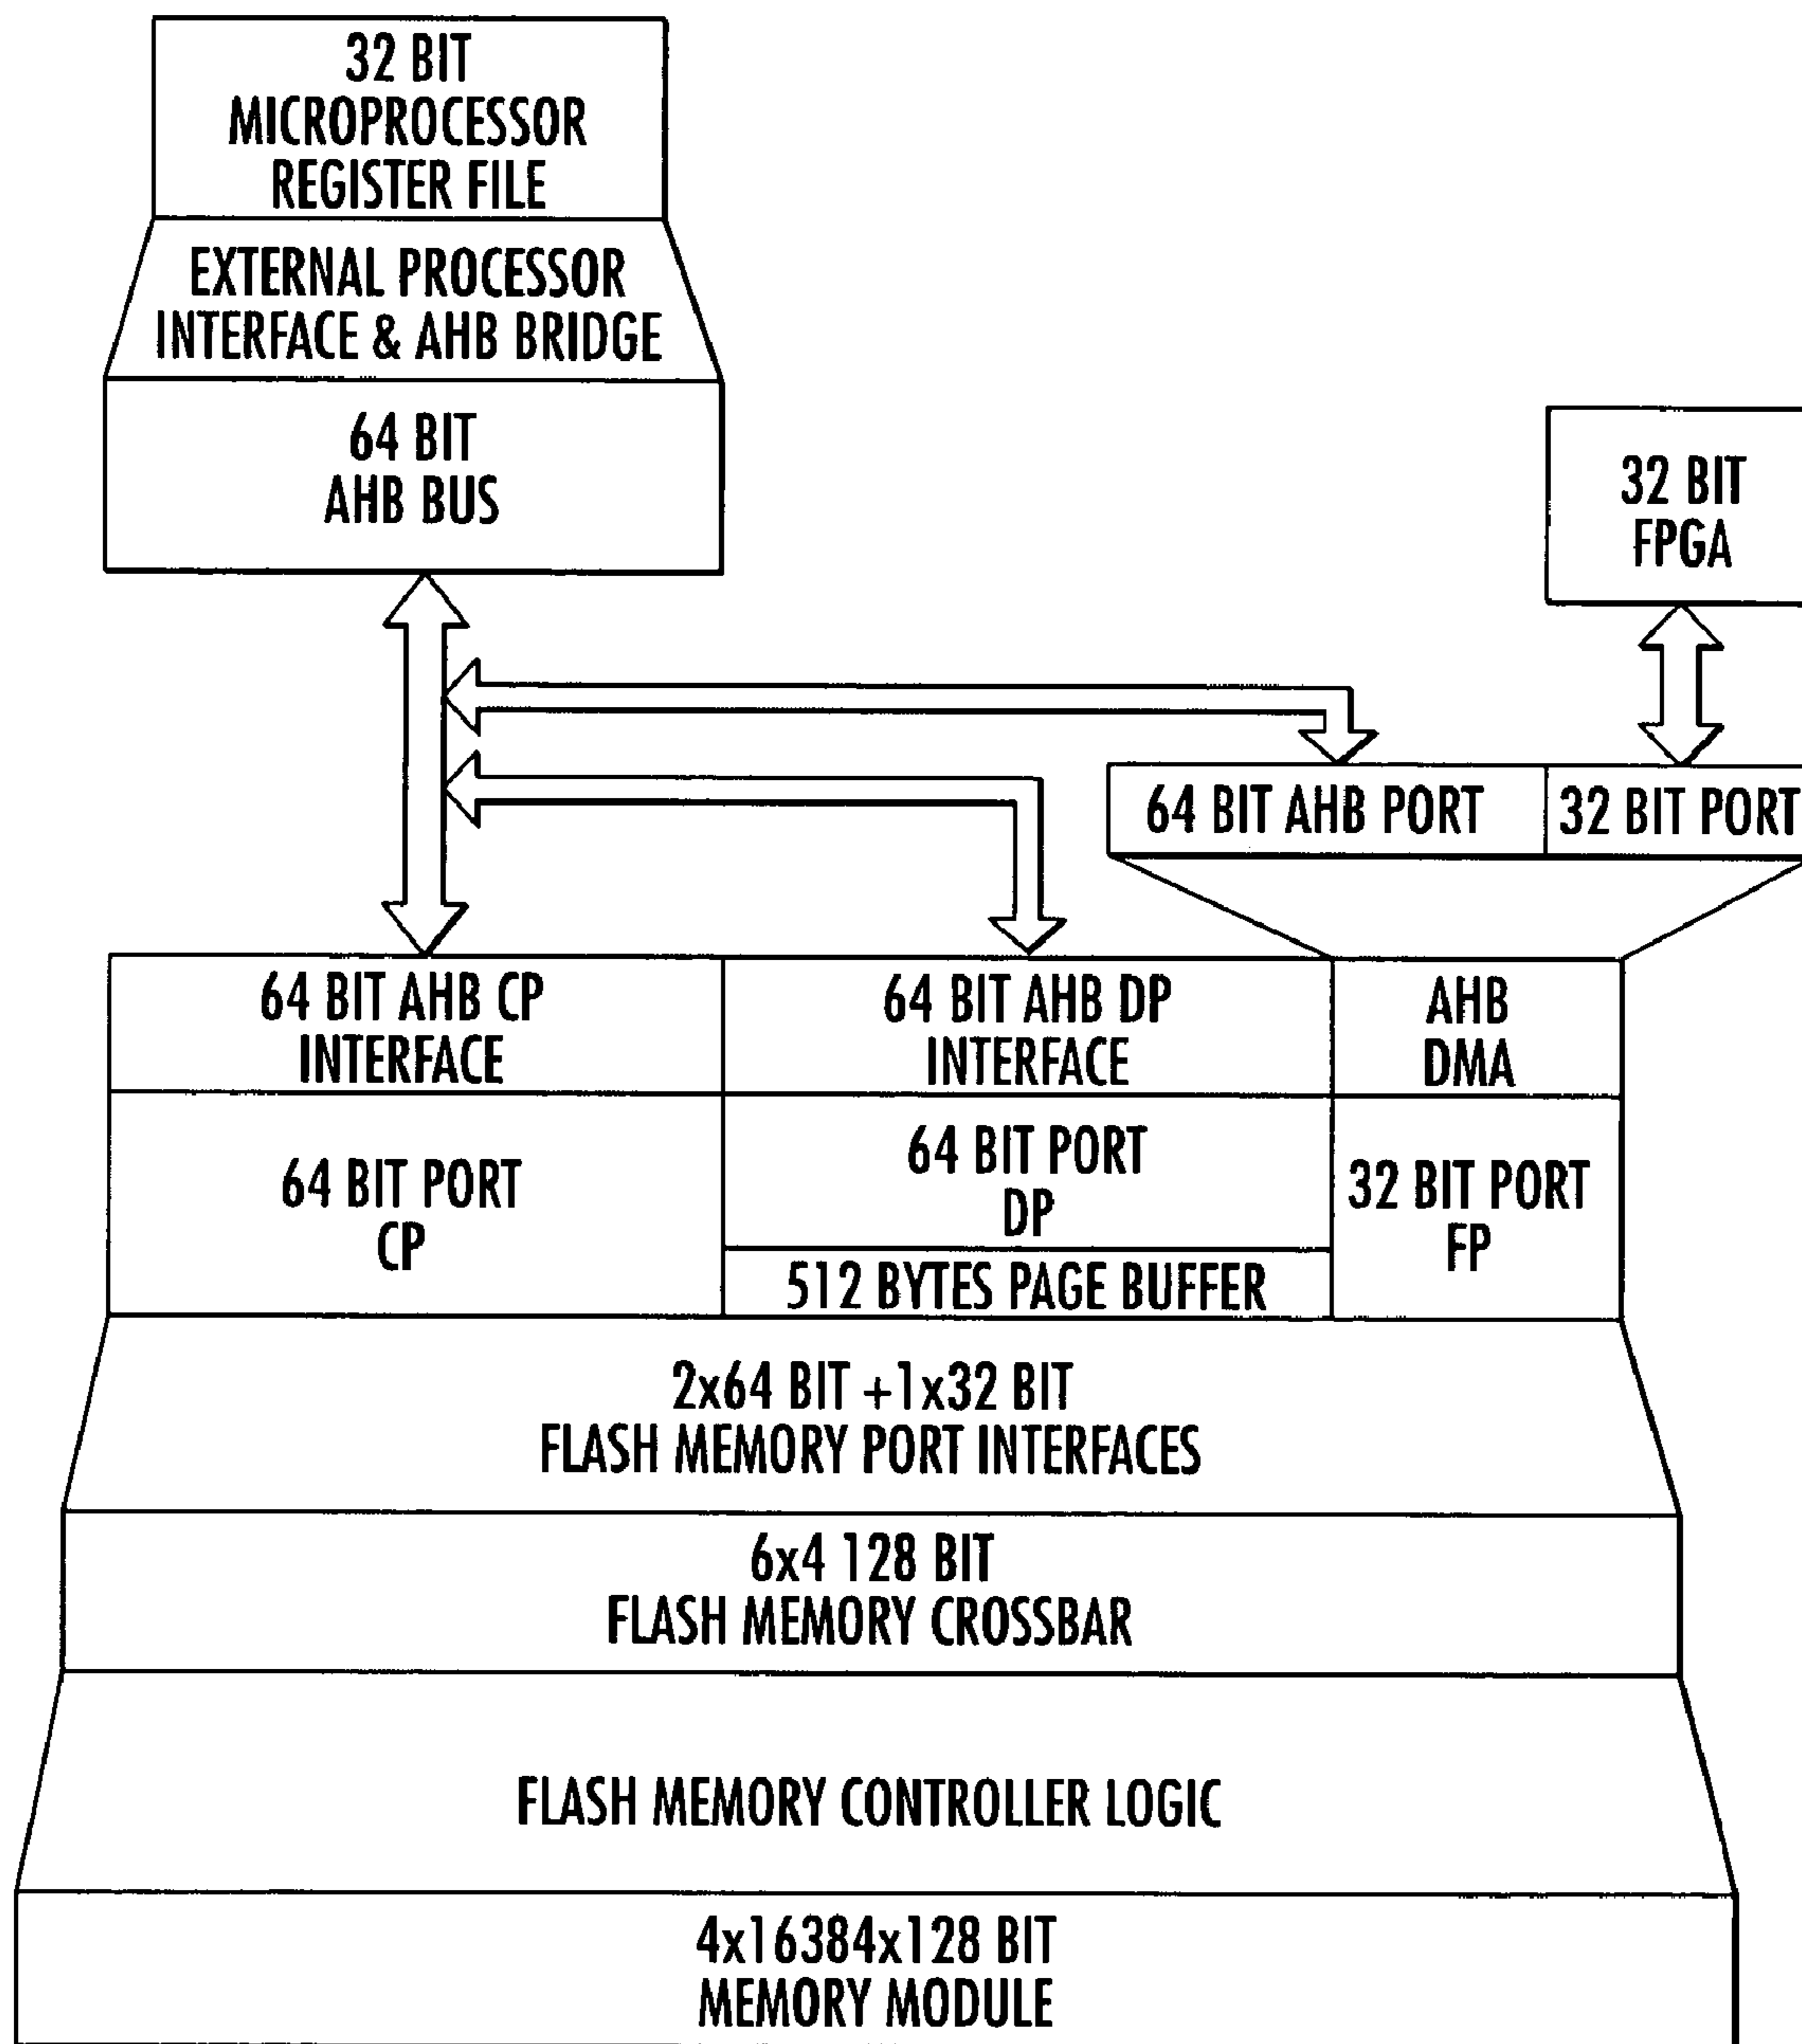 32 BIT
MICROPROCESSOR
REGISTER FILE
EXTERNAL PROCESSOR
INTERFACE & AHB BRIDGE
64 BIT
AHB BUS
32 BIT
FPGA
64 BIT AHB PORT
32 BIT PORT
64 BIT AHB CP
INTERFACE
64 BIT AHB DP
INTERFACE
AHB
DMA
64 BIT PORT
CP
64 BIT PORT
DP
512 BYTES PAGE BUFFER
32 BIT PORT
FP
2x64 BIT +1x32 BIT
FLASH MEMORY PORT INTERFACES
6x4 128 BIT
FLASH MEMORY CROSSBAR
FLASH MEMORY CONTROLLER LOGIC
4x16384x128 BIT
MEMORY MODULE